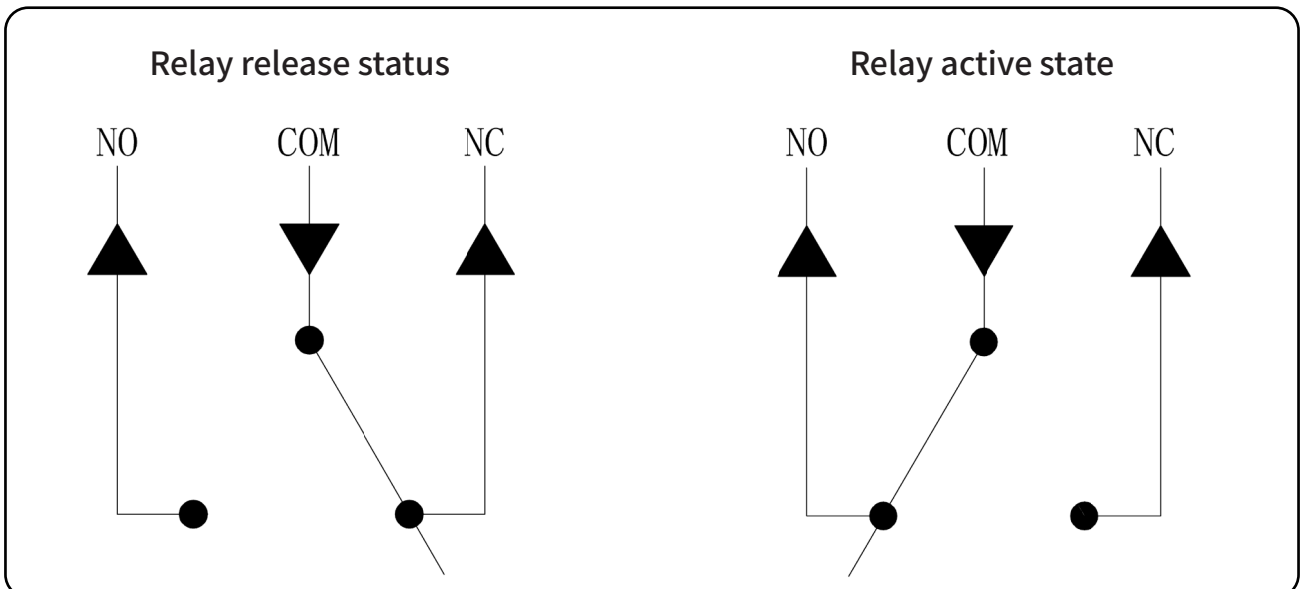 Relay release status
Relay active state
NO COM NC
NO COM NC